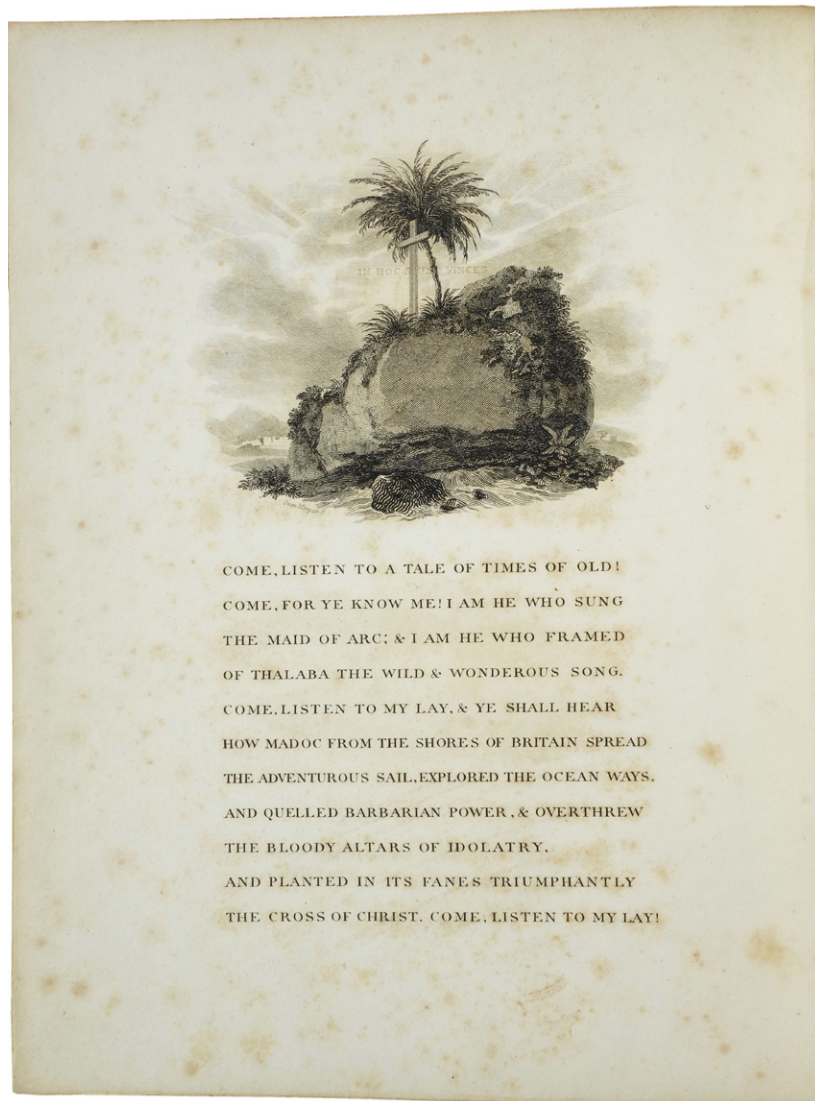 IN HOC VINCES
COME, LISTEN TO A TALE OF TIMES OF OLD!
COME, FOR YE KNOW ME! I AM HE WHO SUNG
THE MAID OF ARC; & I AM HE WHO FRAMED
OF THALABA THE WILD & WONDEROUS SONG.
COME, LISTEN TO MY LAY, & YE SHALL HEAR
HOW MADOC FROM THE SHORES OF BRITAIN SPREAD
THE ADVENTUROUS SAIL, EXPLORED THE OCEAN WAYS.
AND QUELLED BARBARIAN POWER, & OVERTHREW
THE BLOODY ALTARS OF IDOLATRY,
AND PLANTED IN ITS FANES TRIUMPHANTLY
THE CROSS OF CHRIST. COME, LISTEN TO MY LAY!